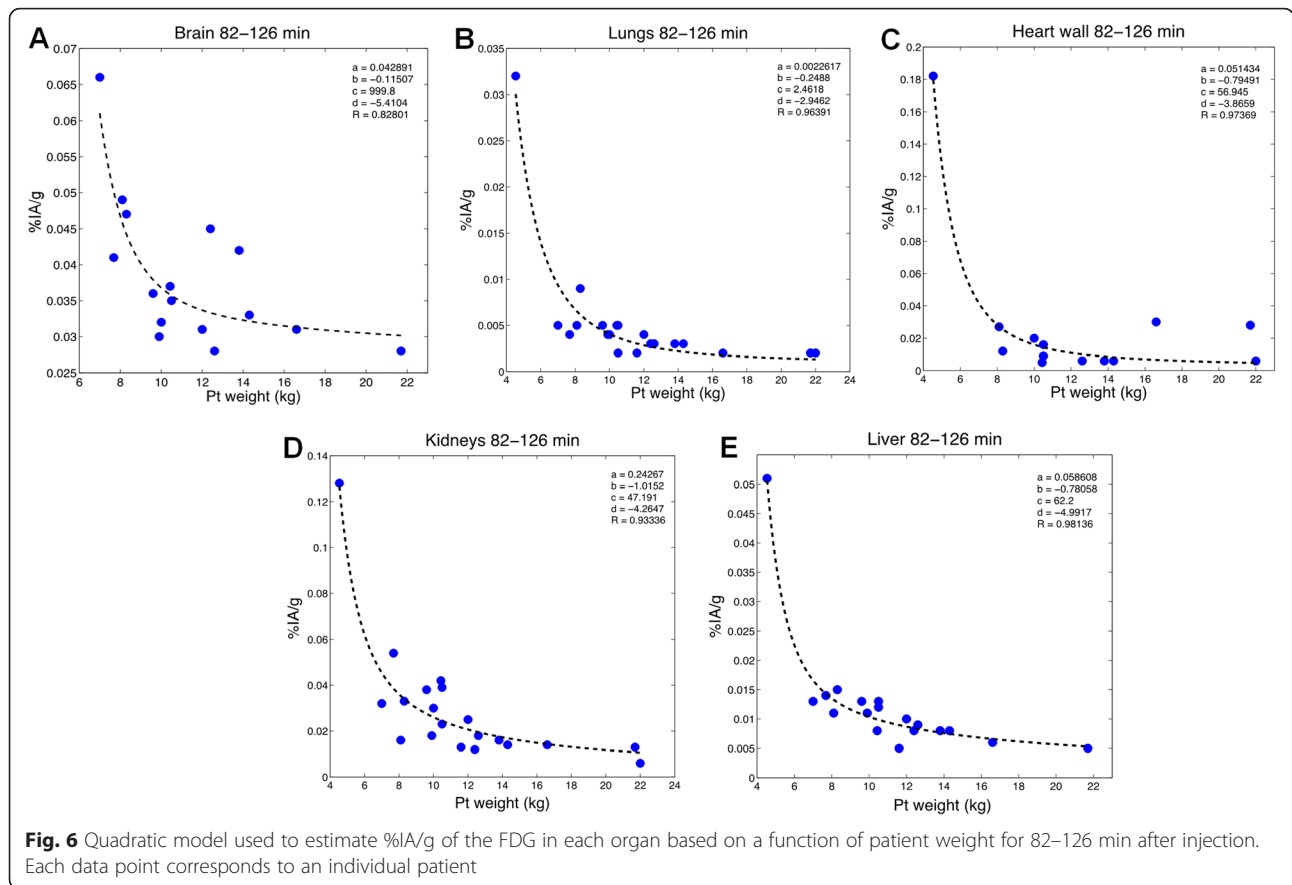 A
Brain 82–126 min
0.07
0.065
0.06
0.055
0.05
0.045
0.04
0.035
0.03
0.025
%IA/g
a = 0.042891
b = −0.11507
c = 999.8
d = −5.4104
R = 0.82801
6 8 10 12 14 16 18 20 22 24
Pt weight (kg)
B
Lungs 82–126 min
0.035
0.03
0.025
0.02
0.015
0.01
0.005
0
%IA/g
a = 0.0022617
b = −0.2488
c = 2.4618
d = −2.9462
R = 0.96391
4 6 8 10 12 14 16 18 20 22 24
Pt weight (kg)
C
Heart wall 82–126 min
0.2
0.18
0.16
0.14
0.12
0.1
0.08
0.06
0.04
0.02
0
%IA/g
a = 0.051434
b = −0.79491
c = 56.945
d = −3.8659
R = 0.97369
4 6 8 10 12 14 16 18 20 22
Pt weight (kg)
D
Kidneys 82–126 min
0.14
0.12
0.1
0.08
0.06
0.04
0.02
0
%IA/g
a = 0.24267
b = −1.0152
c = 47.191
d = −4.2647
R = 0.93336
4 6 8 10 12 14 16 18 20 22 24
Pt weight (kg)
E
Liver 82–126 min
0.05
0.045
0.04
0.035
0.03
0.025
0.02
0.015
0.01
0.005
0
%IA/g
a = 0.058608
b = −0.78058
c = 62.2
d = −4.9917
R = 0.98136
4 6 8 10 12 14 16 18 20 22
Pt weight (kg)
Fig. 6 Quadratic model used to estimate %IA/g of the FDG in each organ based on a function of patient weight for 82–126 min after injection.
Each data point corresponds to an individual patient